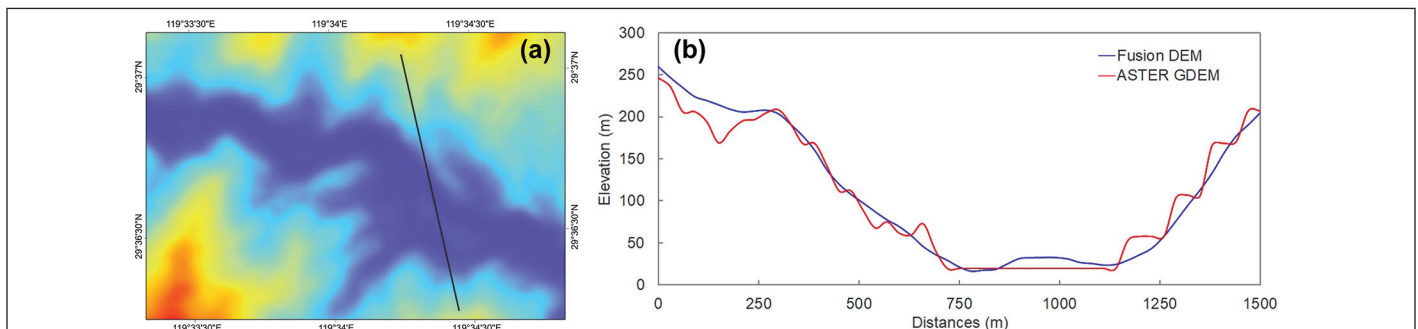 119°33'30"E 119°34'E 119°34'30"E
(a)
29°37'N 29°37'N
29°36'30"N 29°36'30"N
119°33'30"E 119°34'E 119°34'30"E
(b)
Fusion DEM
ASTER GDEM
Elevation (m)
300
250
200
150
100
50
0
0 250 500 750 1000 1250 1500
Distances (m)